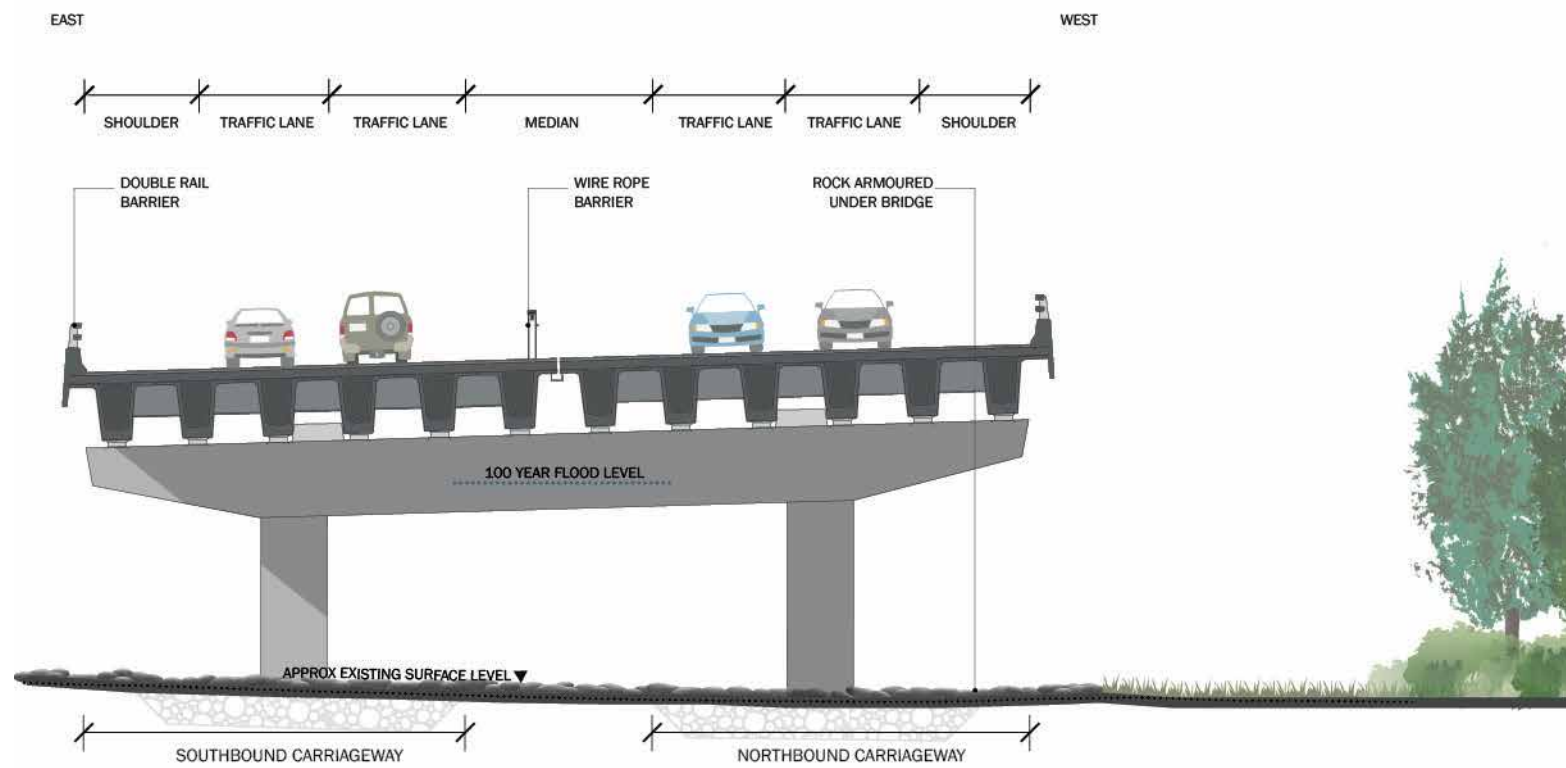 EAST
WEST
SHOULDER
TRAFFIC LANE
TRAFFIC LANE
MEDIAN
TRAFFIC LANE
TRAFFIC LANE
SHOULDER
DOUBLE RAIL
BARRIER
WIRE ROPE
BARRIER
ROCK ARMOURED
UNDER BRIDGE
100 YEAR FLOOD LEVEL
APPROX EXISTING SURFACE LEVEL
SOUTHBOUND CARRIAGEWAY
NORTHBOUND CARRIAGEWAY